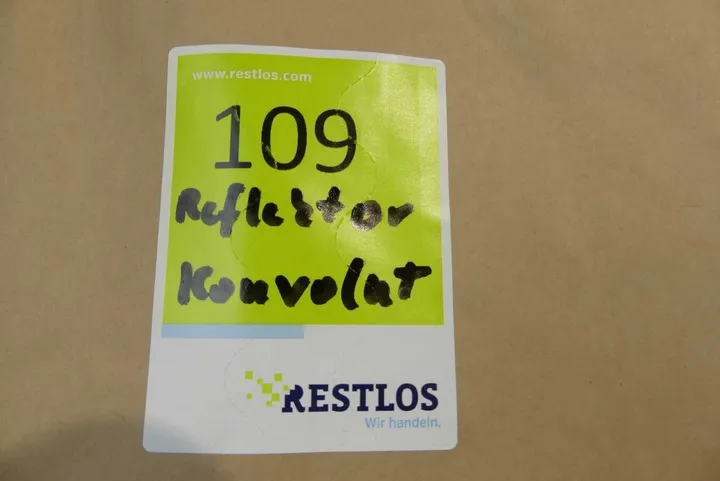 www.restlos.com
109
Reflektor
Konvolut
RESTLOS
Wir handeln.